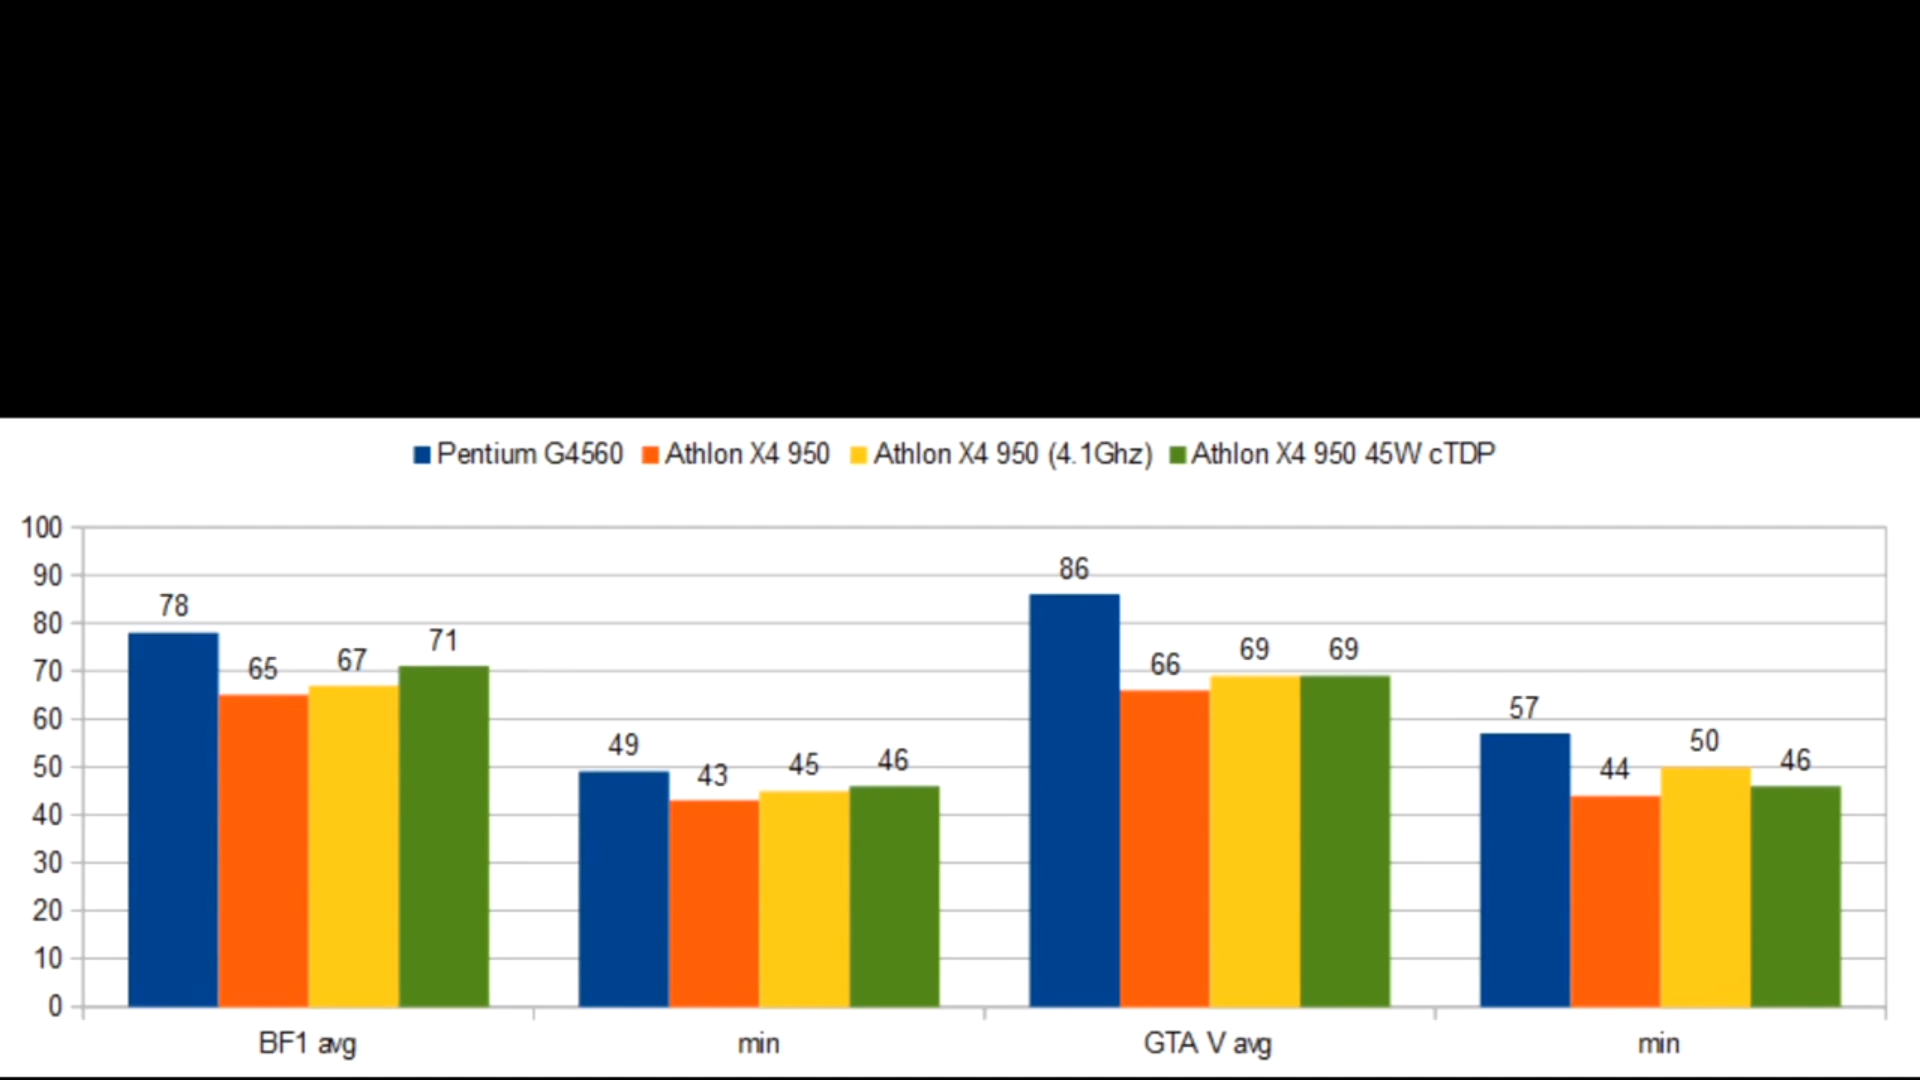 Pentium G4560 Athlon X4 950 Athlon X4 950 (4.1Ghz) Athlon X4 950 45W cTDP
100
90
80
70
60
50
40
30
20
10
0
78 65 67 71
49 43 45 46
86 66 69 69
57 44 50 46
BF1 avg min GTA V avg min